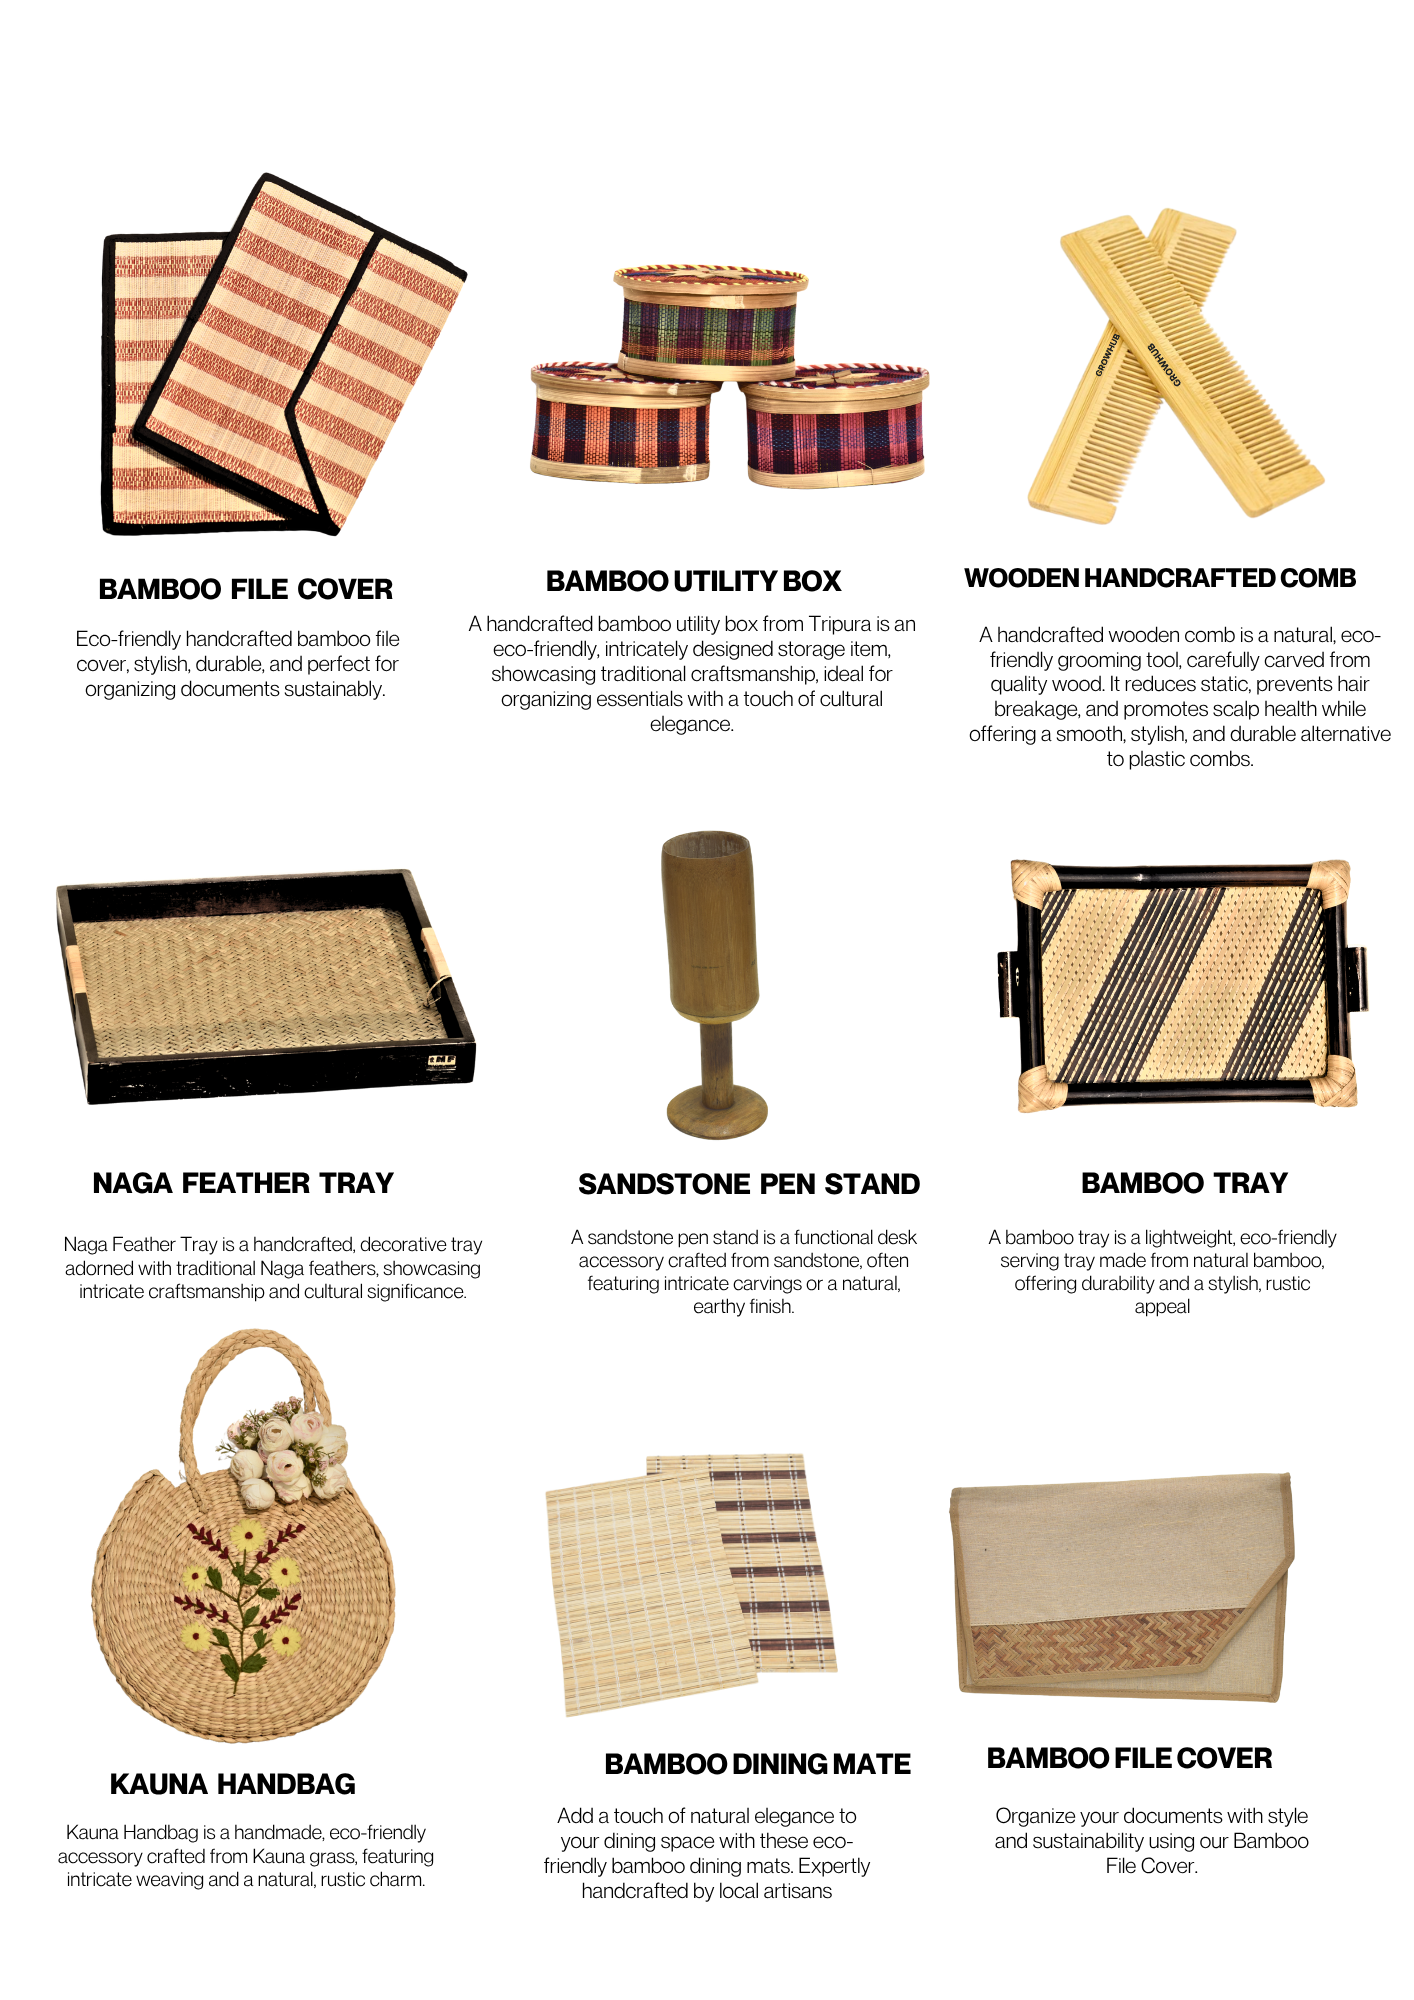 GROWHUB
GROWHUB
BAMBOO FILE COVER
Eco-friendly handcrafted bamboo file
cover, stylish, durable, and perfect for
organizing documents sustainably.
BAMBOO UTILITY BOX
A handcrafted bamboo utility box from Tripura is an
eco-friendly, intricately designed storage item,
showcasing traditional craftsmanship, ideal for
organizing essentials with a touch of cultural
elegance.
WOODEN HANDCRAFTED COMB
A handcrafted wooden comb is a natural, eco-
friendly grooming tool, carefully carved from
quality wood. It reduces static, prevents hair
breakage, and promotes scalp health while
offering a smooth, stylish, and durable alternative
to plastic combs.
NAGA FEATHER TRAY
Naga Feather Tray is a handcrafted, decorative tray
adorned with traditional Naga feathers, showcasing
intricate craftsmanship and cultural significance.
SANDSTONE PEN STAND
A sandstone pen stand is a functional desk
accessory crafted from sandstone, often
featuring intricate carvings or a natural,
earthy finish.
BAMBOO TRAY
A bamboo tray is a lightweight, eco-friendly
serving tray made from natural bamboo,
offering durability and a stylish, rustic
appeal
KAUNA HANDBAG
Kauna Handbag is a handmade, eco-friendly
accessory crafted from Kauna grass, featuring
intricate weaving and a natural, rustic charm.
BAMBOO DINING MATE
Add a touch of natural elegance to
your dining space with these eco-
friendly bamboo dining mats. Expertly
handcrafted by local artisans
BAMBOO FILE COVER
Organize your documents with style
and sustainability using our Bamboo
File Cover.